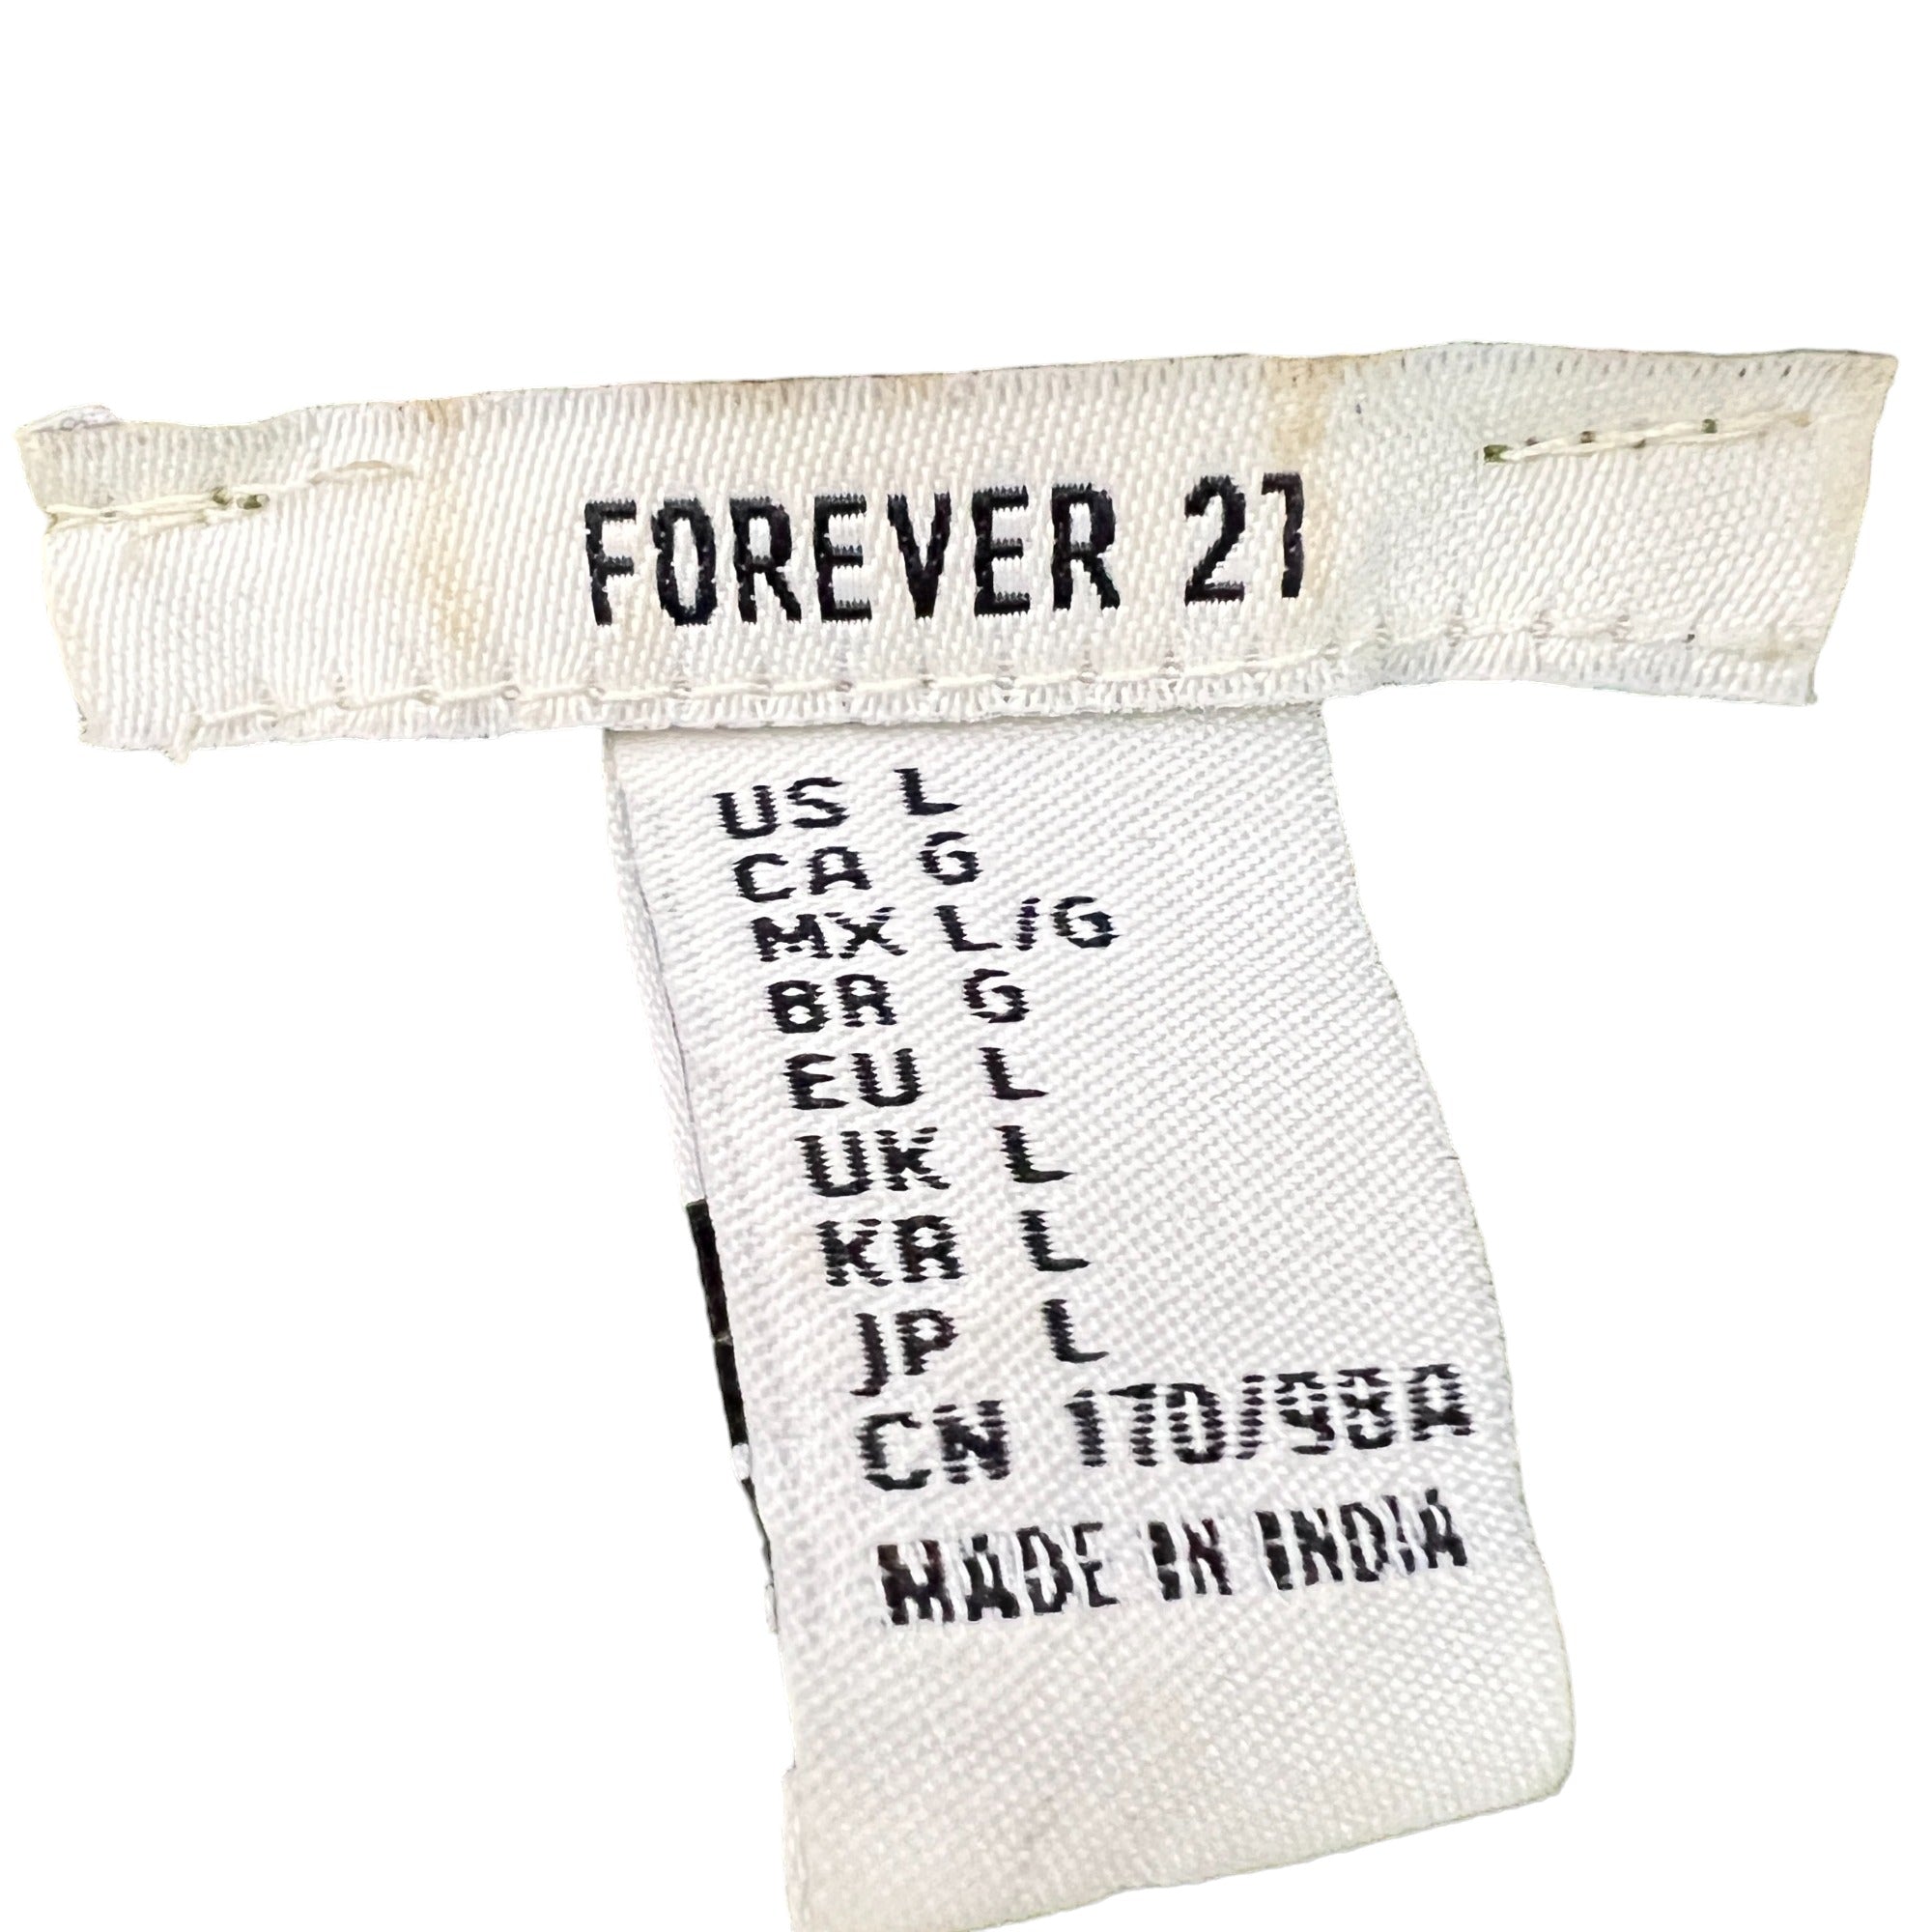 FOREVER 21
US L
CA G
MX L/G
BR G
EU L
UK L
KR L
JP L
CN 170/98A
MADE IN INDIA